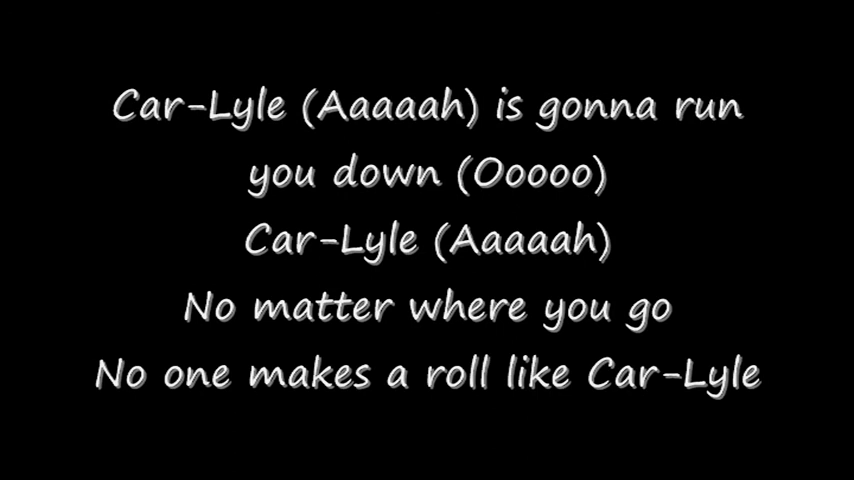 Car-Lyle (Aaaaah) is gonna run
you down (Ooooo)
Car-Lyle (Aaaaah)
No matter where you go
No one makes a roll like Car-Lyle